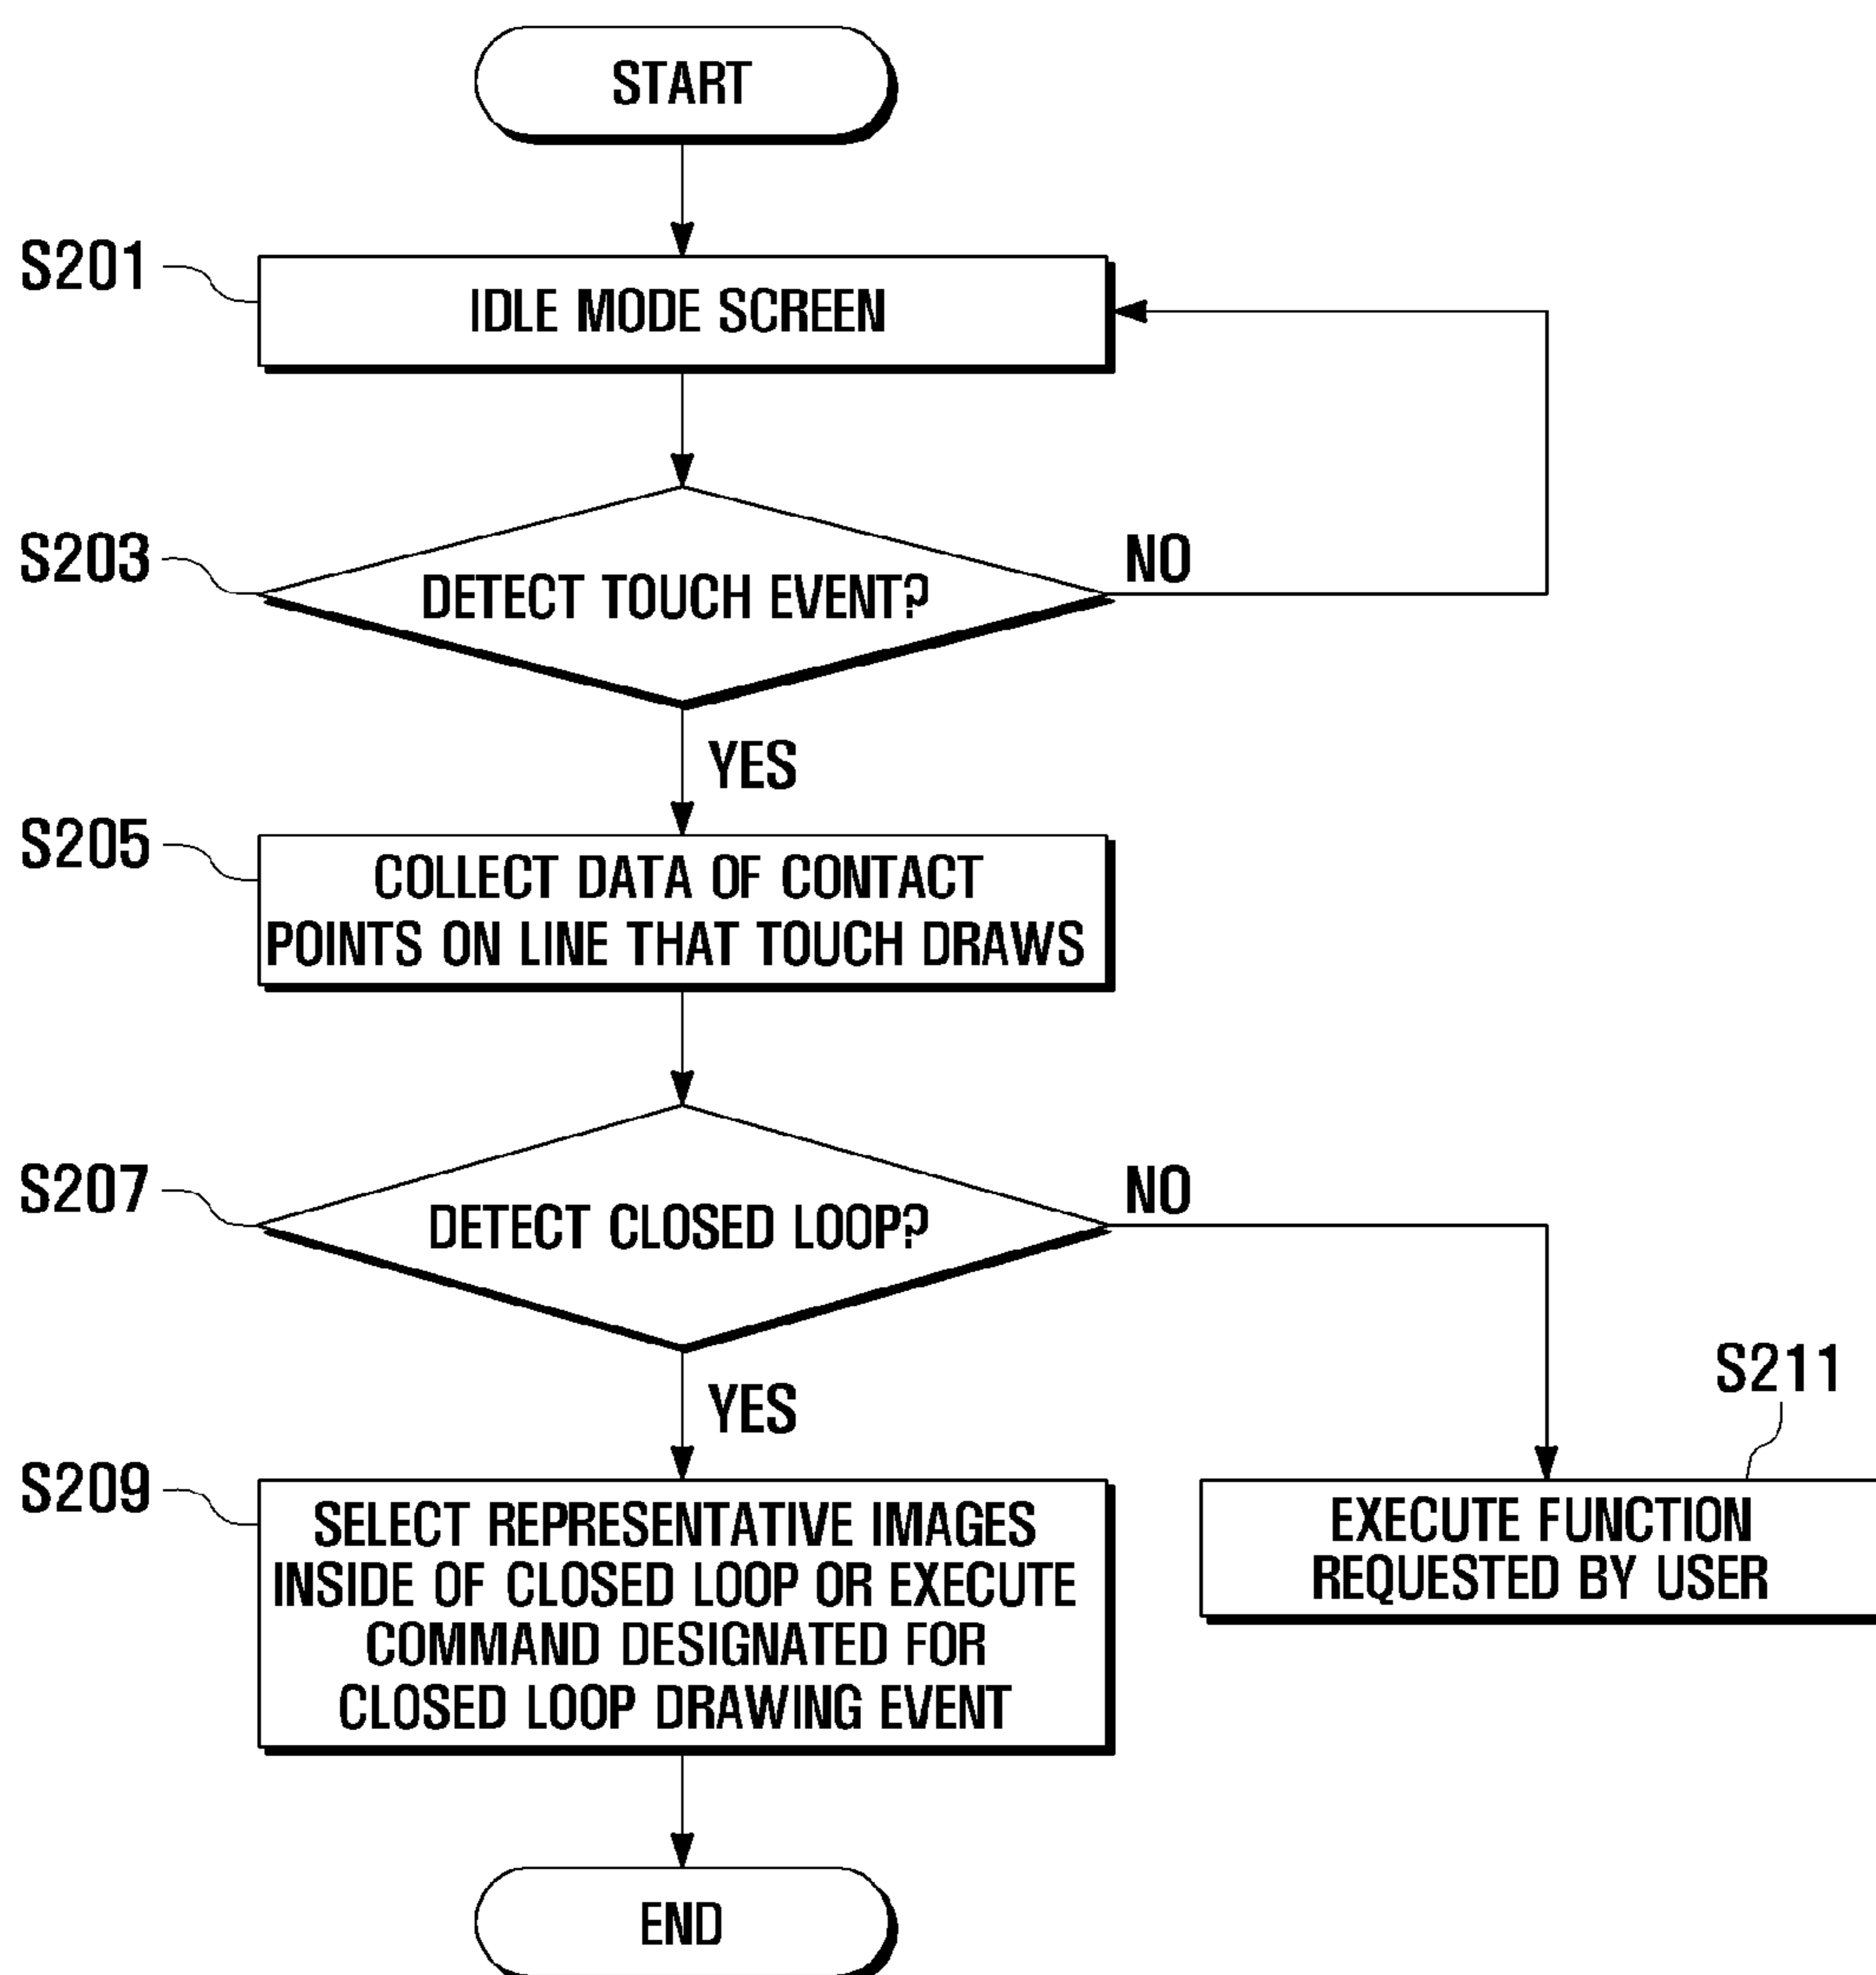 START
S201
IDLE MODE SCREEN
S203
DETECT TOUCH EVENT?
NO
YES
S205
COLLECT DATA OF CONTACT
POINTS ON LINE THAT TOUCH DRAWS
S207
DETECT CLOSED LOOP?
NO
YES
S209
SELECT REPRESENTATIVE IMAGES
INSIDE OF CLOSED LOOP OR EXECUTE
COMMAND DESIGNATED FOR
CLOSED LOOP DRAWING EVENT
S211
EXECUTE FUNCTION
REQUESTED BY USER
END